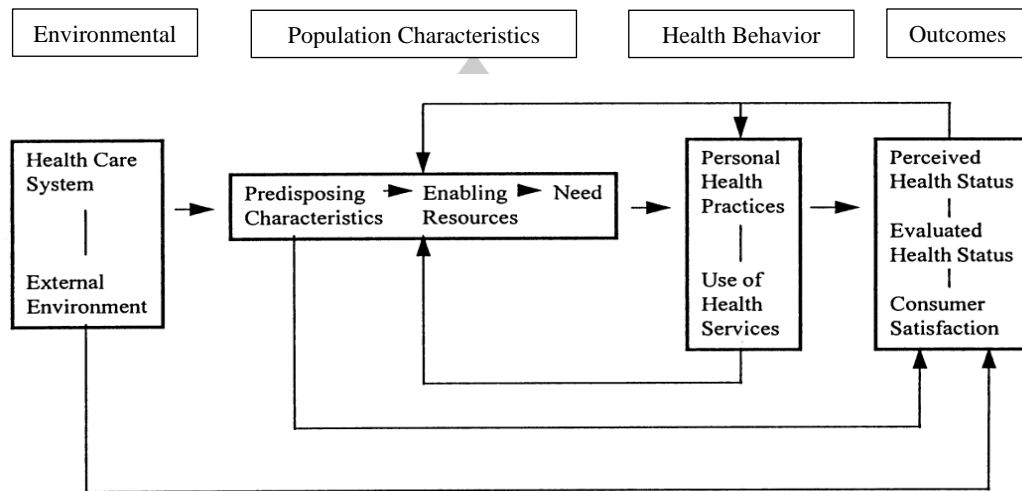 Environmental
Population Characteristics
Health Behavior
Outcomes
Health Care
System
External
Environment
Predisposing
Characteristics
Enabling
Resources
Need
Personal
Health
Practices
Use of
Health
Services
Perceived
Health Status
Evaluated
Health Status
Consumer
Satisfaction